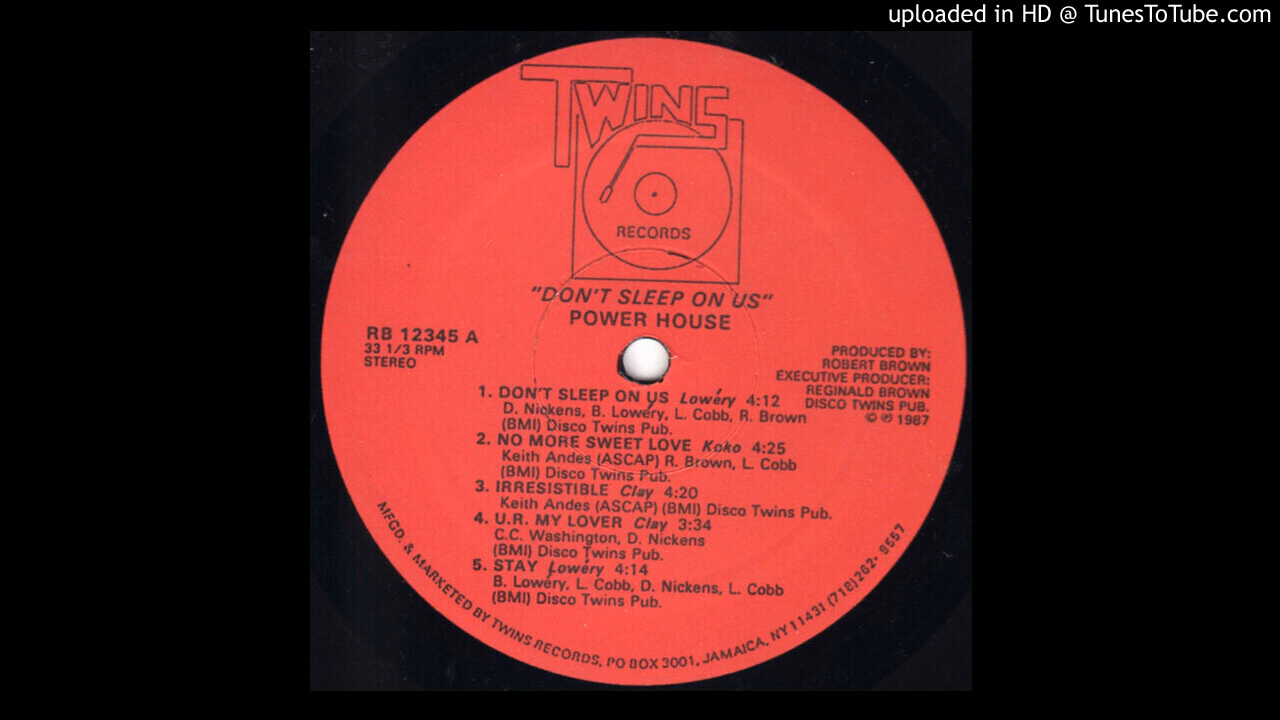 uploaded in HD @ TunesToTube.com
TWINS
RECORDS
"DON'T SLEEP ON US"
POWER HOUSE
RB 12345 A
33 1/3 RPM
STEREO
PRODUCED BY:
ROBERT BROWN
EXECUTIVE PRODUCER:
REGINALD BROWN
DISCO TWINS PUB.
© ℗ 1987
1. DON'T SLEEP ON US Lowéry 4:12
D. Nickens, B. Lowéry, L. Cobb, R. Brown
(BMI) Disco Twins Pub.
2. NO MORE SWEET LOVE Koko 4:25
Keith Andes (ASCAP) R. Brown, L. Cobb
(BMI) Disco Twins Pub.
3. IRRESISTIBLE Clay 4:20
Keith Andes (ASCAP) (BMI) Disco Twins Pub.
4. U.R. MY LOVER Clay 3:34
C.C. Washington, D. Nickens
(BMI) Disco Twins Pub.
5. STAY Lowéry 4:14
B. Lowéry, L. Cobb, D. Nickens, L. Cobb
(BMI) Disco Twins Pub.
MFGD. & MARKETED BY TWINS RECORDS, PO BOX 3001, JAMAICA, NY 11431 (718) 262-9557